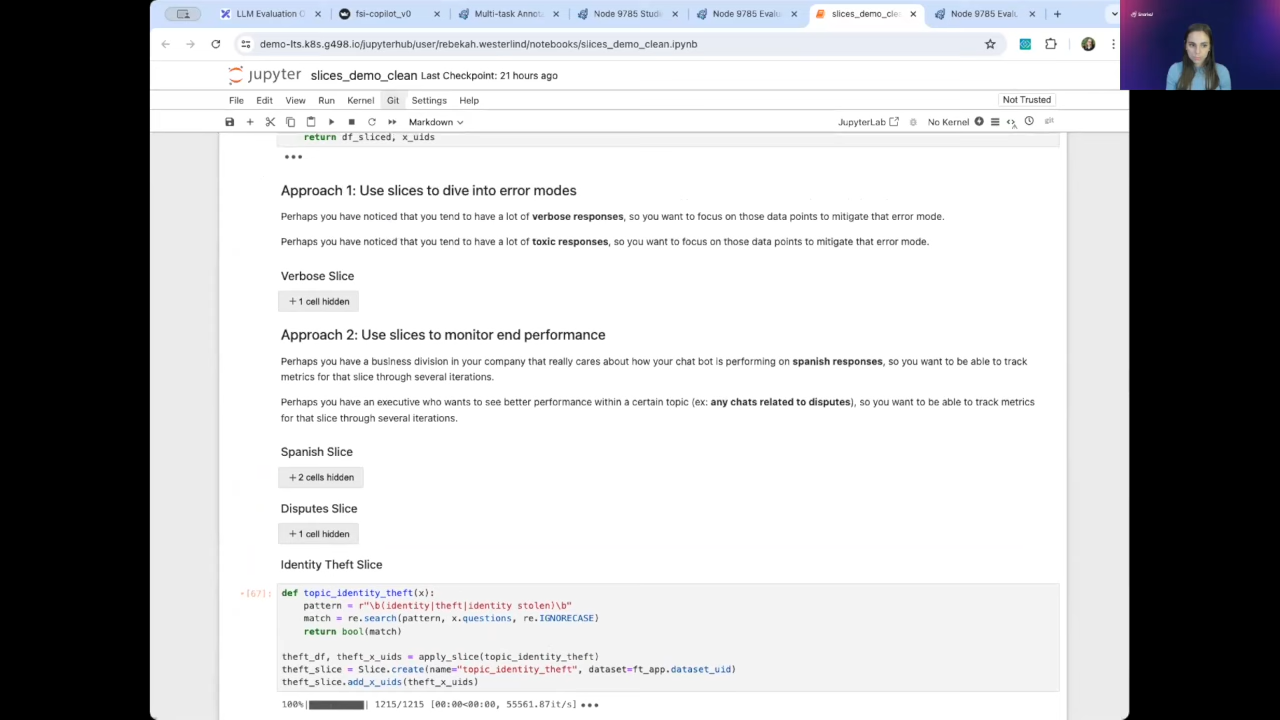 LLM Evaluation C
fsi-copilot_v0
Multi-task Annot
Node 9785 Studi
Node 9785 Evalu
slices_demo_clea
Node 9785 Evalu
demo-lts.k8s.g498.io/jupyterhub/user/rebekah.westerlind/notebooks/slices_demo_clean.ipynb
jupyter slices_demo_clean Last Checkpoint: 21 hours ago
File Edit View Run Kernel Git Settings Help Not Trusted
Markdown JupyterLab No Kernel git
return df_sliced, x_uids
•••
Approach 1: Use slices to dive into error modes
Perhaps you have noticed that you tend to have a lot of verbose responses, so you want to focus on those data points to mitigate that error mode.
Perhaps you have noticed that you tend to have a lot of toxic responses, so you want to focus on those data points to mitigate that error mode.
Verbose Slice
+ 1 cell hidden
Approach 2: Use slices to monitor end performance
Perhaps you have a business division in your company that really cares about how your chat bot is performing on spanish responses, so you want to be able to track
metrics for that slice through several iterations.
Perhaps you have an executive who wants to see better performance within a certain topic (ex: any chats related to disputes), so you want to be able to track metrics
for that slice through several iterations.
Spanish Slice
+ 2 cells hidden
Disputes Slice
+ 1 cell hidden
Identity Theft Slice
+[67]: def topic_identity_theft(x):
pattern = r"\b(identity|theft|identity stolen)\b"
match = re.search(pattern, x.questions, re.IGNORECASE)
return bool(match)
theft_df, theft_x_uids = apply_slice(topic_identity_theft)
theft_slice = Slice.create(name="topic_identity_theft", dataset=ft_app.dataset_uid)
theft_slice.add_x_uids(theft_x_uids)
100%| | 1215/1215 [00:00<00:00, 55561.87it/s] •••